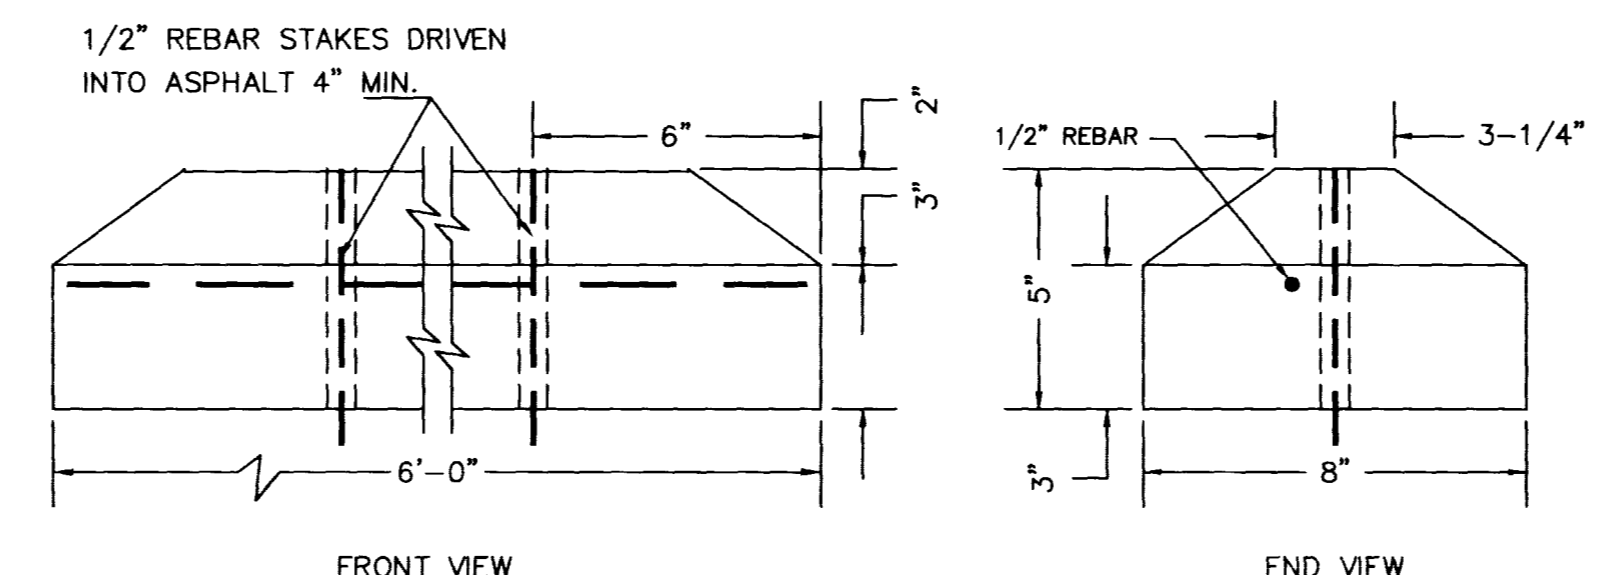 1/2" REBAR STAKES DRIVEN
INTO ASPHALT 4" MIN.
6"
2"
3"
6'-0"
FRONT VIEW
1/2" REBAR
3-1/4"
5"
3"
8"
END VIEW